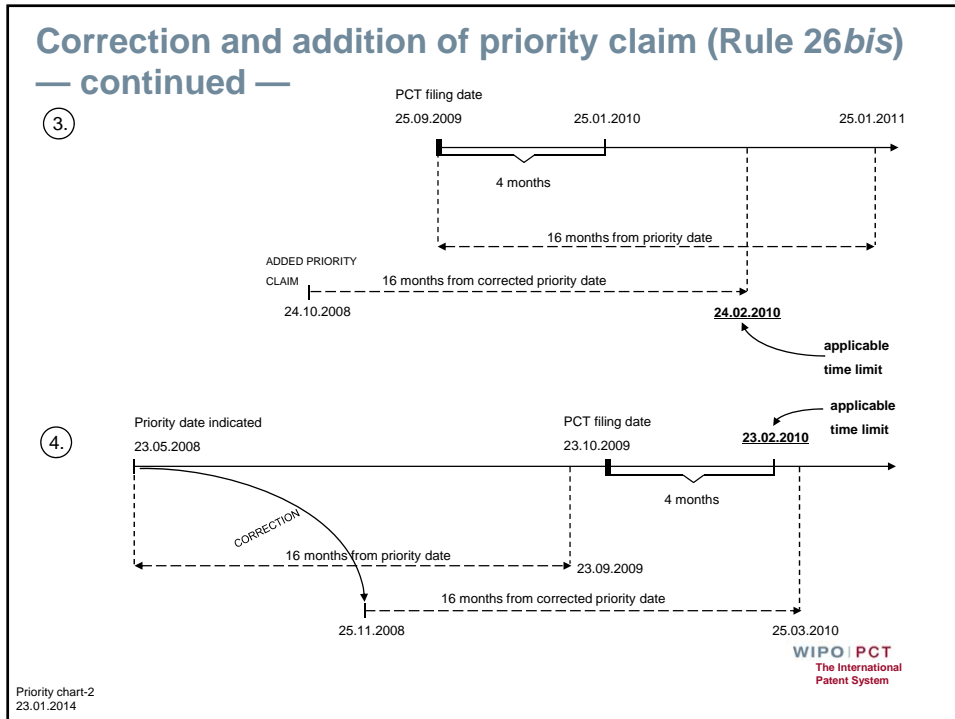 Correction and addition of priority claim (Rule 26bis)
— continued —
3.
PCT filing date
25.09.2009
25.01.2010
25.01.2011
4 months
16 months from priority date
ADDED PRIORITY
CLAIM
16 months from corrected priority date
24.10.2008
24.02.2010
applicable
time limit
4.
Priority date indicated
23.05.2008
PCT filing date
23.10.2009
23.02.2010
applicable
time limit
4 months
CORRECTION
16 months from priority date
23.09.2009
16 months from corrected priority date
25.11.2008
25.03.2010
WIPO|PCT
The International
Patent System
Priority chart-2
23.01.2014